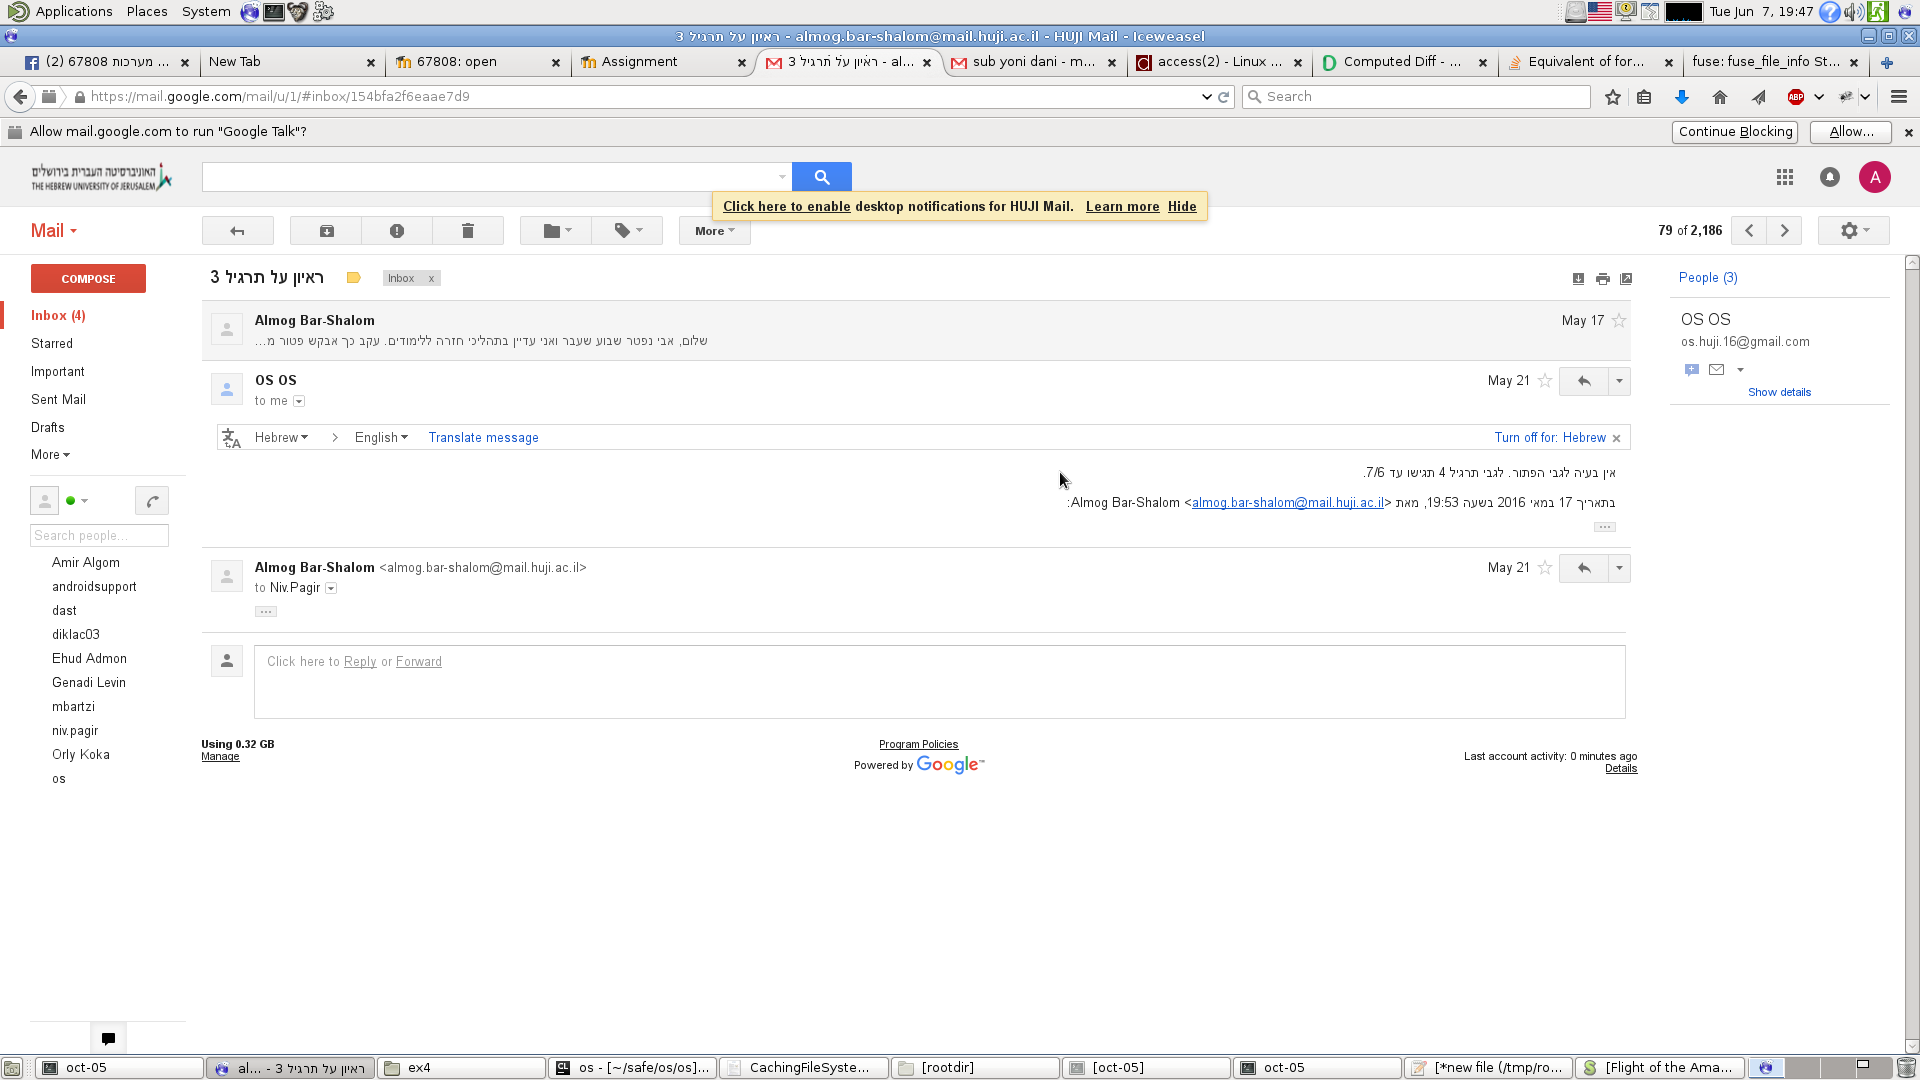 Applications Places System Tue Jun 7, 19:47
ראיון על תרגיל 3 - almog.bar-shalom@mail.huji.ac.il - HUJI Mail - Iceweasel
(2) 67808 מערכות ...
New Tab
67808: open
Assignment
ראיון על תרגיל 3 - al...
sub yoni dani - m...
access(2) - Linux ...
Computed Diff - ...
Equivalent of for...
fuse: fuse_file_info St...
https://mail.google.com/mail/u/1/#inbox/154bfa2f6eaae7d9
Search
ABP
Allow mail.google.com to run "Google Talk"?
Continue Blocking
Allow...
האוניברסיטה העברית בירושלים
THE HEBREW UNIVERSITY OF JERUSALEM
A
Click here to enable desktop notifications for HUJI Mail. Learn more Hide
Mail
More
79 of 2,186
COMPOSE
Inbox (4)
Starred
Important
Sent Mail
Drafts
More
Search people...
Amir Algom
androidsupport
dast
diklac03
Ehud Admon
Genadi Levin
mbartzi
niv.pagir
Orly Koka
os
ראיון על תרגיל 3
Inbox x
Almog Bar-Shalom
May 17
שלום, אבי נפטר שבוע שעבר ואני עדיין בתהליכי חזרה ללימודים. עקב כך אבקש פטור מ...
OS OS
May 21
to me
Hebrew > English Translate message
Turn off for: Hebrew
אין בעיה לגבי הפתור. לגבי תרגיל 4 תגישו עד 7/6.
בתאריך 17 במאי 2016 בשעה 19:53, מאת Almog Bar-Shalom <almog.bar-shalom@mail.huji.ac.il>:
Almog Bar-Shalom <almog.bar-shalom@mail.huji.ac.il>
May 21
to Niv.Pagir
Click here to Reply or Forward
Using 0.32 GB
Manage
Program Policies
Powered by Google™
Last account activity: 0 minutes ago
Details
People (3)
OS OS
os.huji.16@gmail.com
Show details
oct-05
al... - ראיון על תרגיל 3
ex4
os - [~/safe/os/os]...
CachingFileSyste...
[rootdir]
[oct-05]
oct-05
[*new file (/tmp/ro...
[Flight of the Ama...